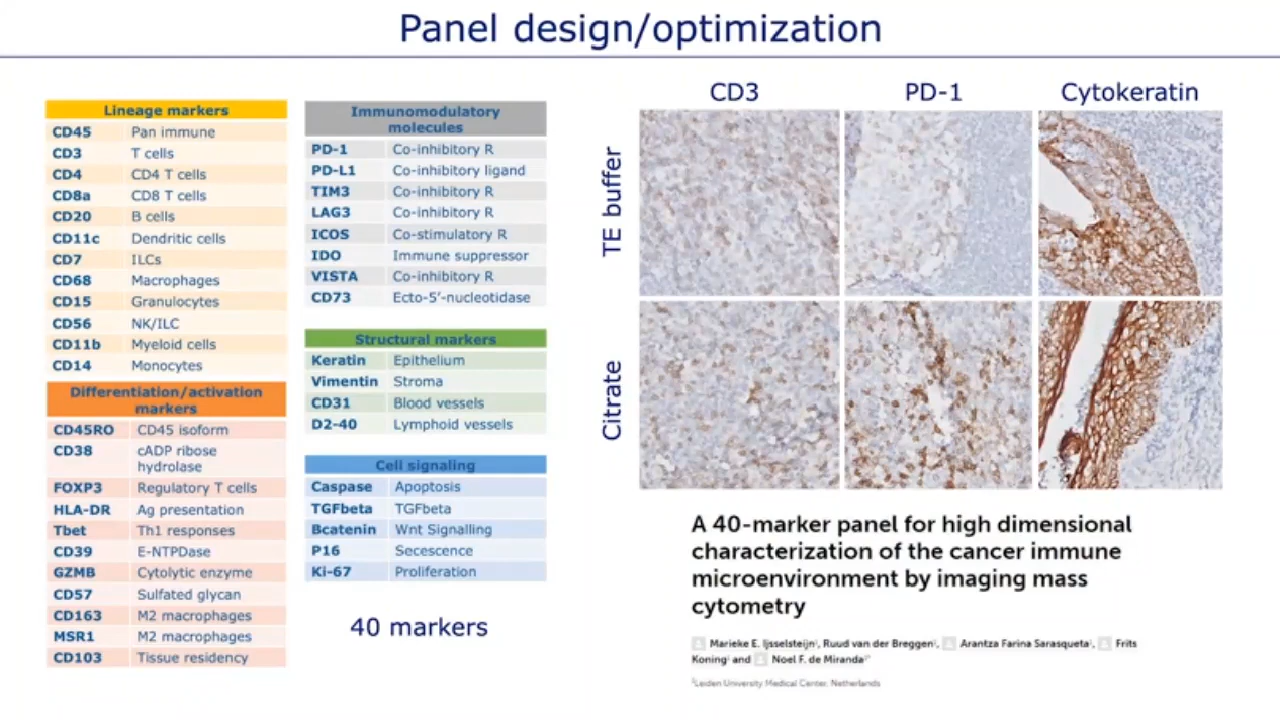 Panel design/optimization
Lineage markers
CD45 Pan immune
CD3 T cells
CD4 CD4 T cells
CD8a CD8 T cells
CD20 B cells
CD11c Dendritic cells
CD7 ILCs
CD68 Macrophages
CD15 Granulocytes
CD56 NK/ILC
CD11b Myeloid cells
CD14 Monocytes
Differentiation/activation
markers
CD45RO CD45 isoform
CD38 cADP ribose
hydrolase
FOXP3 Regulatory T cells
HLA-DR Ag presentation
Tbet Th1 responses
CD39 E-NTPDase
GZMB Cytolytic enzyme
CD57 Sulfated glycan
CD163 M2 macrophages
MSR1 M2 macrophages
CD103 Tissue residency
Immunomodulatory
molecules
PD-1 Co-inhibitory R
PD-L1 Co-inhibitory ligand
TIM3 Co-inhibitory R
LAG3 Co-inhibitory R
ICOS Co-stimulatory R
IDO Immune suppressor
VISTA Co-inhibitory R
CD73 Ecto-5'-nucleotidase
Structural markers
Keratin Epithelium
Vimentin Stroma
CD31 Blood vessels
D2-40 Lymphoid vessels
Cell signaling
Caspase Apoptosis
TGFbeta TGFbeta
Bcatenin Wnt Signalling
P16 Secescence
Ki-67 Proliferation
40 markers
CD3 PD-1 Cytokeratin
TE buffer
Citrate
A 40-marker panel for high dimensional
characterization of the cancer immune
microenvironment by imaging mass
cytometry
Marieke E. Ijsselsteijn¹, Ruud van der Breggen¹, Arantza Farina Sarasqueta¹, Frits
Koning¹ and Noel F. de Miranda¹*
¹Leiden University Medical Center, Netherlands